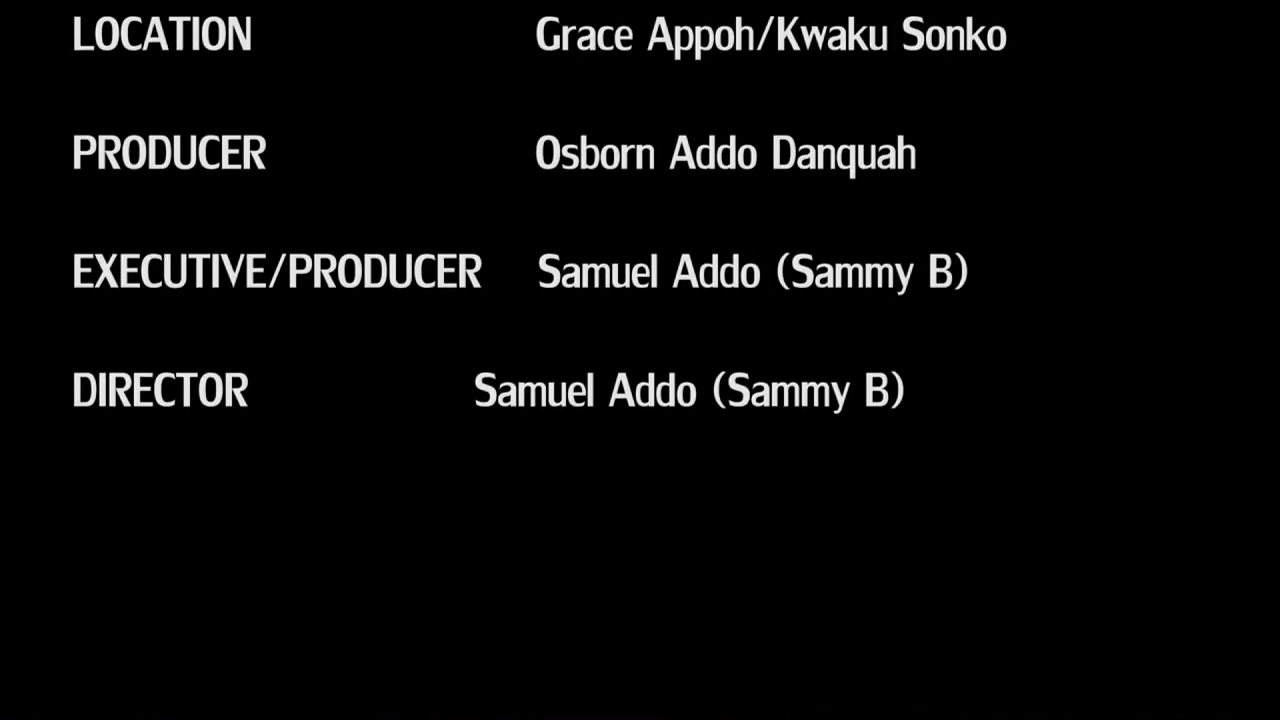 LOCATION Grace Appoh/Kwaku Sonko
PRODUCER Osborn Addo Danquah
EXECUTIVE/PRODUCER Samuel Addo (Sammy B)
DIRECTOR Samuel Addo (Sammy B)